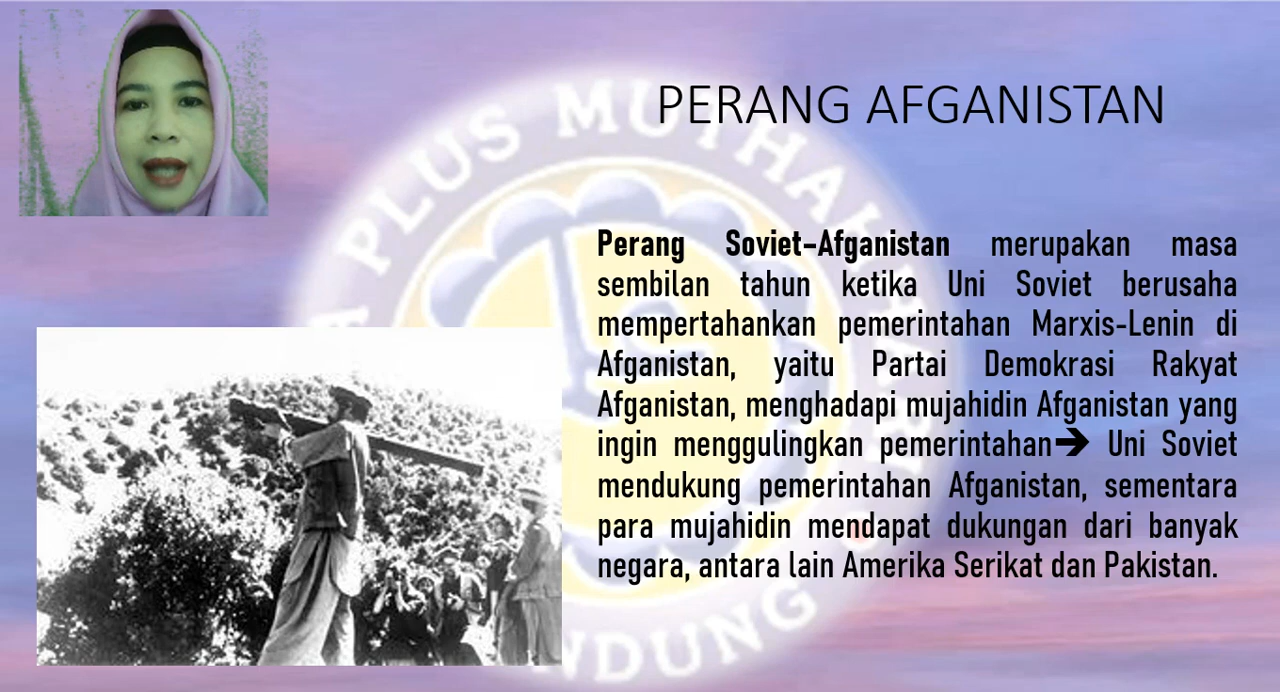 PERANG AFGANISTAN
Perang Soviet-Afganistan merupakan masa
sembilan tahun ketika Uni Soviet berusaha
mempertahankan pemerintahan Marxis-Lenin di
Afganistan, yaitu Partai Demokrasi Rakyat
Afganistan, menghadapi mujahidin Afganistan yang
ingin menggulingkan pemerintahan➔ Uni Soviet
mendukung pemerintahan Afganistan, sementara
para mujahidin mendapat dukungan dari banyak
negara, antara lain Amerika Serikat dan Pakistan.
PLUS